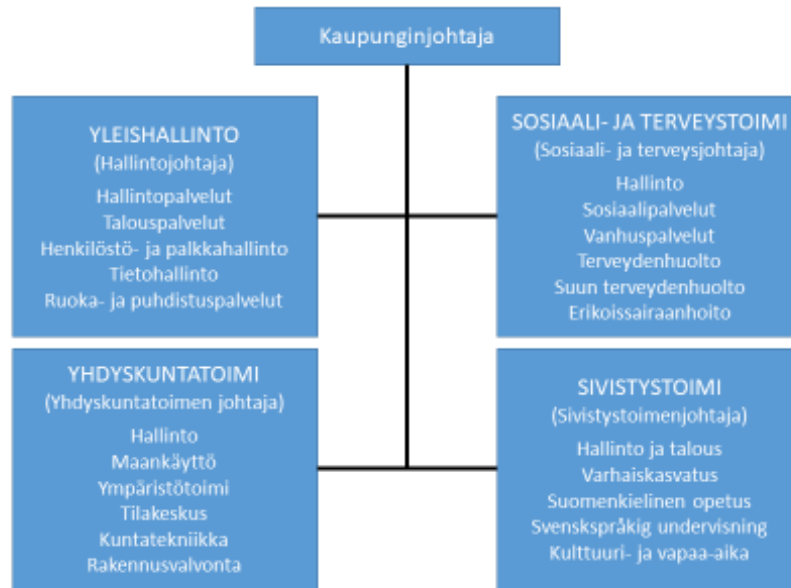 Kaupunginjohtaja
YLEISHALLINTO
(Hallintojohtaja)
Hallintopalvelut
Talouspalvelut
Henkilöstö- ja palkkahallinto
Tietohallinto
Ruoka- ja puhdistuspalvelut
SOSIAALI- JA TERVEYSTOIMI
(Sosiaali- ja terveysjohtaja)
Hallinto
Sosiaalipalvelut
Vanhuspalvelut
Terveydenhuolto
Suun terveydenhuolto
Erikoissairaanhoito
YHDYSKUNTATOIMI
(Yhdyskuntatoimen johtaja)
Hallinto
Maankäyttö
Ympäristötoimi
Tilakeskus
Kuntatekniikka
Rakennusvalvonta
SIVISTYSTOIMI
(Sivistystoimenjohtaja)
Hallinto ja talous
Varhaiskasvatus
Suomenkielinen opetus
Svenskspråkig undervisning
Kulttuuri- ja vapaa-aika